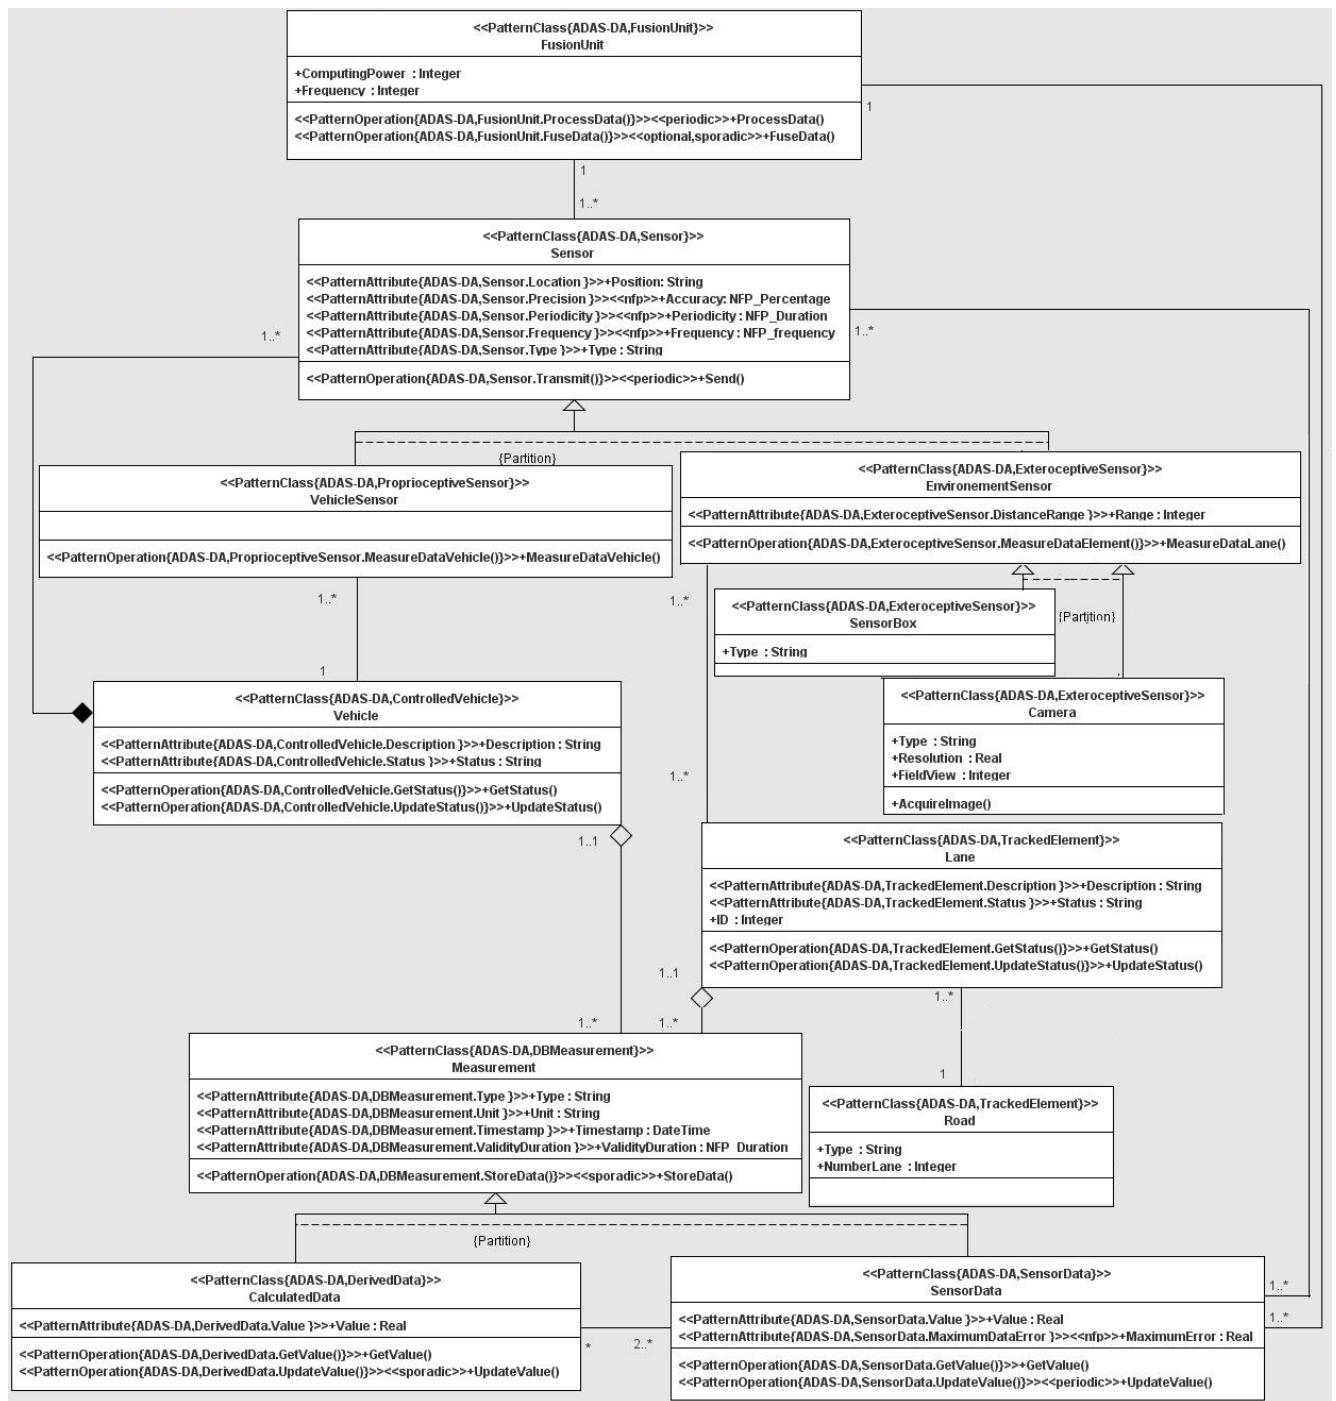 <<PatternClass{ADAS-DA,FusionUnit}>>
FusionUnit
+ComputingPower : Integer
+Frequency : Integer
<<PatternOperation{ADAS-DA,FusionUnit.ProcessData()}>><<periodic>>+ProcessData()
<<PatternOperation{ADAS-DA,FusionUnit.FuseData()}>><<optional,sporadic>>+FuseData()
1
1
1..*
<<PatternClass{ADAS-DA,Sensor}>>
Sensor
<<PatternAttribute{ADAS-DA,Sensor.Location }>>+Position: String
<<PatternAttribute{ADAS-DA,Sensor.Precision }>><<nfp>>+Accuracy: NFP_Percentage
<<PatternAttribute{ADAS-DA,Sensor.Periodicity }>><<nfp>>+Periodicity : NFP_Duration
<<PatternAttribute{ADAS-DA,Sensor.Frequency }>><<nfp>>+Frequency : NFP_frequency
<<PatternAttribute{ADAS-DA,Sensor.Type }>>+Type : String
<<PatternOperation{ADAS-DA,Sensor.Transmit()}>><<periodic>>+Send()
1..*
1..*
{Partition}
<<PatternClass{ADAS-DA,ProprioceptiveSensor}>>
VehicleSensor
<<PatternOperation{ADAS-DA,ProprioceptiveSensor.MeasureDataVehicle()}>>+MeasureDataVehicle()
<<PatternClass{ADAS-DA,ExteroceptiveSensor}>>
EnvironementSensor
<<PatternAttribute{ADAS-DA,ExteroceptiveSensor.DistanceRange }>>+Range : Integer
<<PatternOperation{ADAS-DA,ExteroceptiveSensor.MeasureDataElement()}>>+MeasureDataLane()
1..*
1..*
{Partition}
<<PatternClass{ADAS-DA,ExteroceptiveSensor}>>
SensorBox
+Type : String
1
<<PatternClass{ADAS-DA,ControlledVehicle}>>
Vehicle
<<PatternAttribute{ADAS-DA,ControlledVehicle.Description }>>+Description : String
<<PatternAttribute{ADAS-DA,ControlledVehicle.Status }>>+Status : String
<<PatternOperation{ADAS-DA,ControlledVehicle.GetStatus()}>>+GetStatus()
<<PatternOperation{ADAS-DA,ControlledVehicle.UpdateStatus()}>>+UpdateStatus()
<<PatternClass{ADAS-DA,ExteroceptiveSensor}>>
Camera
+Type : String
+Resolution : Real
+FieldView : Integer
+AcquireImage()
1..*
1..1
<<PatternClass{ADAS-DA,TrackedElement}>>
Lane
<<PatternAttribute{ADAS-DA,TrackedElement.Description }>>+Description : String
<<PatternAttribute{ADAS-DA,TrackedElement.Status }>>+Status : String
+ID : Integer
<<PatternOperation{ADAS-DA,TrackedElement.GetStatus()}>>+GetStatus()
<<PatternOperation{ADAS-DA,TrackedElement.UpdateStatus()}>>+UpdateStatus()
1..1
1..*
1..*
1..*
<<PatternClass{ADAS-DA,DBMeasurement}>>
Measurement
<<PatternAttribute{ADAS-DA,DBMeasurement.Type }>>+Type : String
<<PatternAttribute{ADAS-DA,DBMeasurement.Unit }>>+Unit : String
<<PatternAttribute{ADAS-DA,DBMeasurement.Timestamp }>>+Timestamp : DateTime
<<PatternAttribute{ADAS-DA,DBMeasurement.ValidityDuration }>>+ValidityDuration : NFP_Duration
<<PatternOperation{ADAS-DA,DBMeasurement.StoreData()}>><<sporadic>>+StoreData()
1
<<PatternClass{ADAS-DA,TrackedElement}>>
Road
+Type : String
+NumberLane : Integer
{Partition}
<<PatternClass{ADAS-DA,DerivedData}>>
CalculatedData
<<PatternAttribute{ADAS-DA,DerivedData.Value }>>+Value : Real
<<PatternOperation{ADAS-DA,DerivedData.GetValue()}>>+GetValue()
<<PatternOperation{ADAS-DA,DerivedData.UpdateValue()}>><<sporadic>>+UpdateValue()
*
2..*
<<PatternClass{ADAS-DA,SensorData}>>
SensorData
<<PatternAttribute{ADAS-DA,SensorData.Value }>>+Value : Real
<<PatternAttribute{ADAS-DA,SensorData.MaximumDataError }>><<nfp>>+MaximumError : Real
<<PatternOperation{ADAS-DA,SensorData.GetValue()}>>+GetValue()
<<PatternOperation{ADAS-DA,SensorData.UpdateValue()}>><<periodic>>+UpdateValue()
1..*
1..*